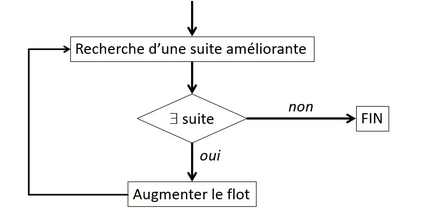 Recherche d'une suite améliorante
∃ suite
non
FIN
oui
Augmenter le flot